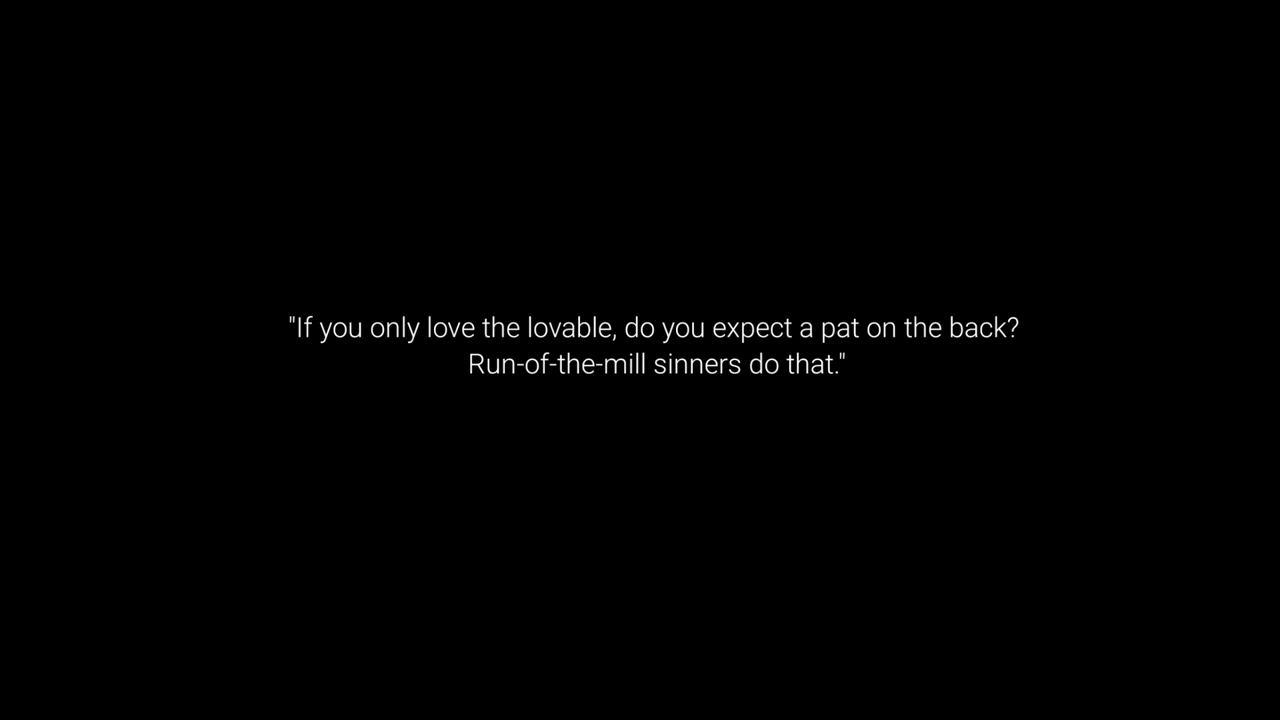 "If you only love the lovable, do you expect a pat on the back?
Run-of-the-mill sinners do that."